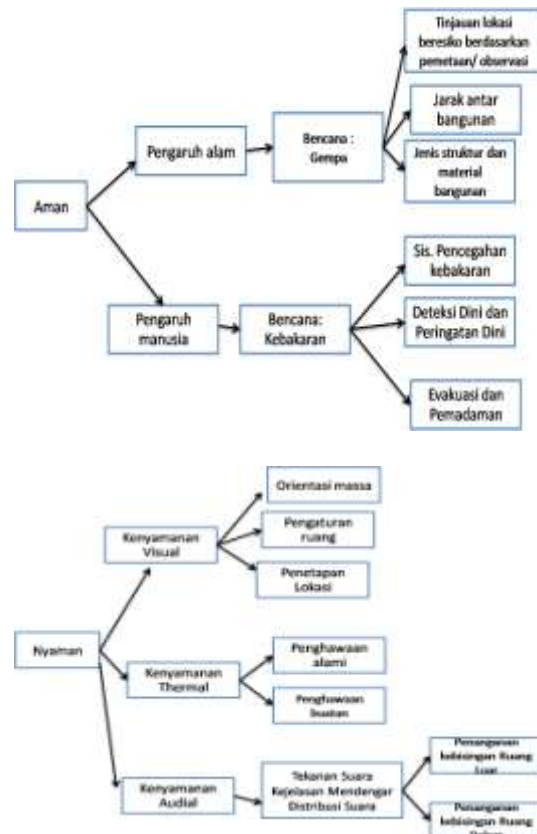 Tinjauan lokasi
beresiko berdasarkan
pemetaan/ observasi
Jarak antar
bangunan
Jenis struktur dan
material
bangunan
Bencana :
Gempa
Pengaruh alam
Aman
Pengaruh
manusia
Bencana:
Kebakaran
Sis. Pencegahan
kebakaran
Deteksi Dini dan
Peringatan Dini
Evakuasi dan
Pemadaman
Orientasi massa
Pengaturan
ruang
Penetapan
Lokasi
Kenyamanan
Visual
Nyaman
Kenyamanan
Thermal
Penghawaan
alami
Penghawaan
buatan
Kenyamanan
Audial
Tekanan Suara
Kejelasan Mendengar
Distribusi Suara
Penanganan
kebisingan Ruang
Luar
Penanganan
kebisingan Ruang